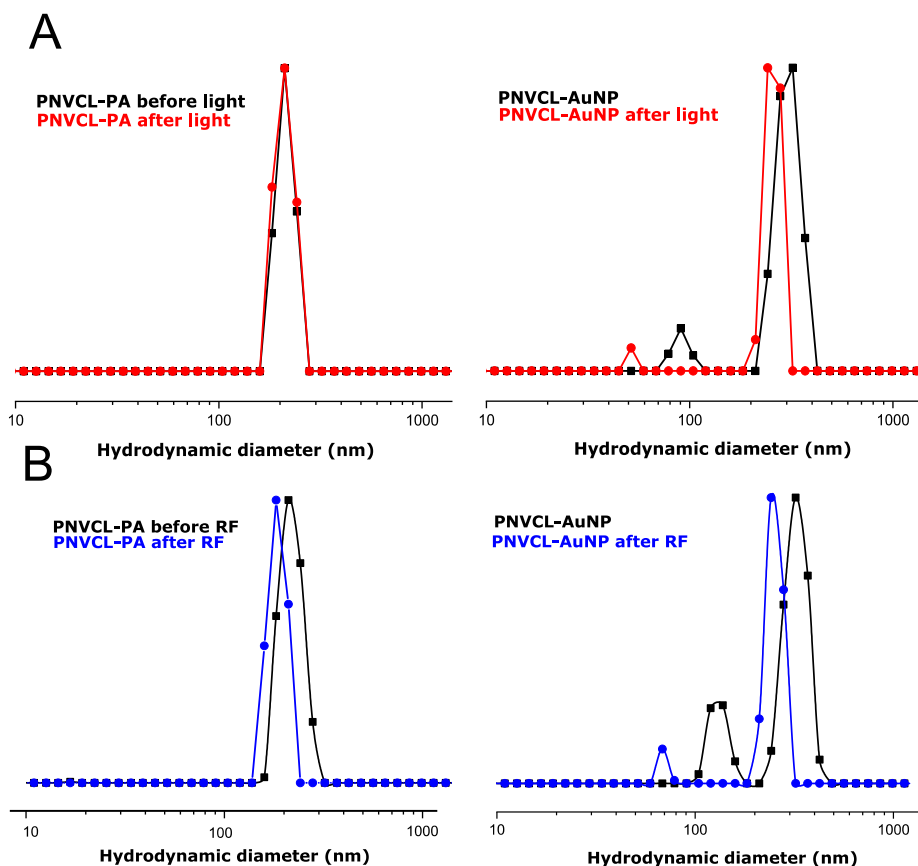 A
PNVCL-PA before light
PNVCL-PA after light
10
100
1000
Hydrodynamic diameter (nm)
PNVCL-AuNP
PNVCL-AuNP after light
10
100
1000
Hydrodynamic diameter (nm)
B
PNVCL-PA before RF
PNVCL-PA after RF
10
100
1000
Hydrodynamic diameter (nm)
PNVCL-AuNP
PNVCL-AuNP after RF
10
100
1000
Hydrodynamic diameter (nm)